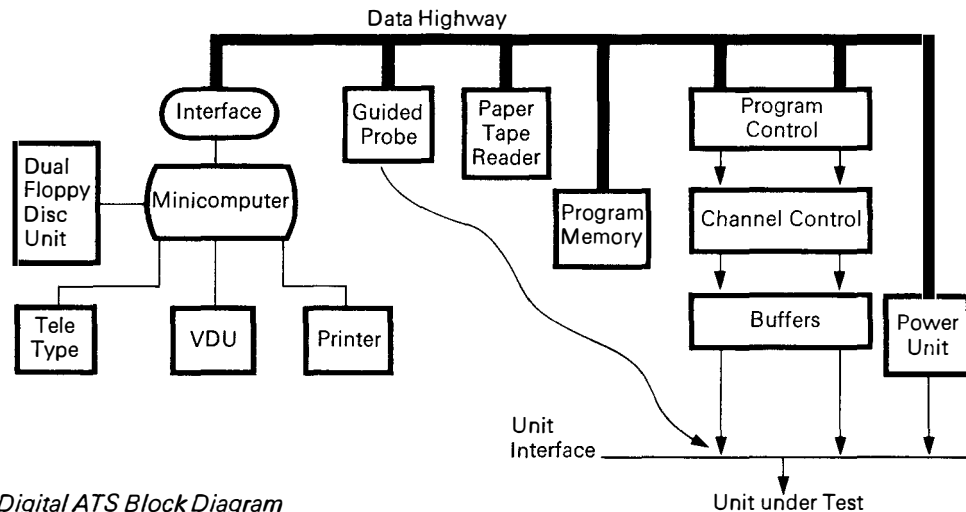 Data Highway
Interface
Guided
Probe
Paper
Tape
Reader
Program
Control
Dual
Floppy
Disc
Unit
Minicomputer
Program
Memory
Channel Control
Tele
Type
VDU
Printer
Buffers
Power
Unit
Unit
Interface
Digital ATS Block Diagram
Unit under Test